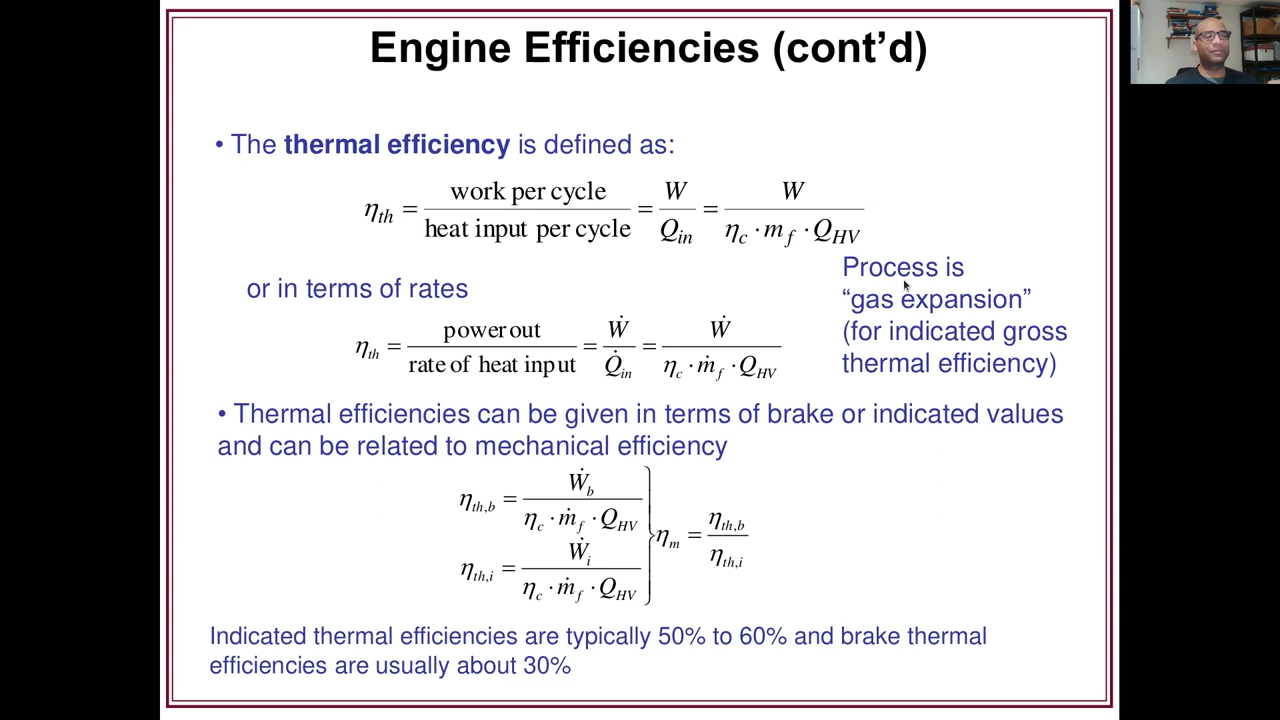 Engine Efficiencies (cont’d)
• The thermal efficiency is defined as:
η_th = work per cycle / heat input per cycle = W / Q_in = W / (η_c · m_f · Q_HV)
Process is
“gas expansion”
(for indicated gross
thermal efficiency)
or in terms of rates
η_th = power out / rate of heat input = Ẇ / Q̇_in = Ẇ / (η_c · ṁ_f · Q_HV)
• Thermal efficiencies can be given in terms of brake or indicated values
and can be related to mechanical efficiency
η_th,b = Ẇ_b / (η_c · ṁ_f · Q_HV)
η_th,i = Ẇ_i / (η_c · ṁ_f · Q_HV)
} η_m = η_th,b / η_th,i
Indicated thermal efficiencies are typically 50% to 60% and brake thermal
efficiencies are usually about 30%